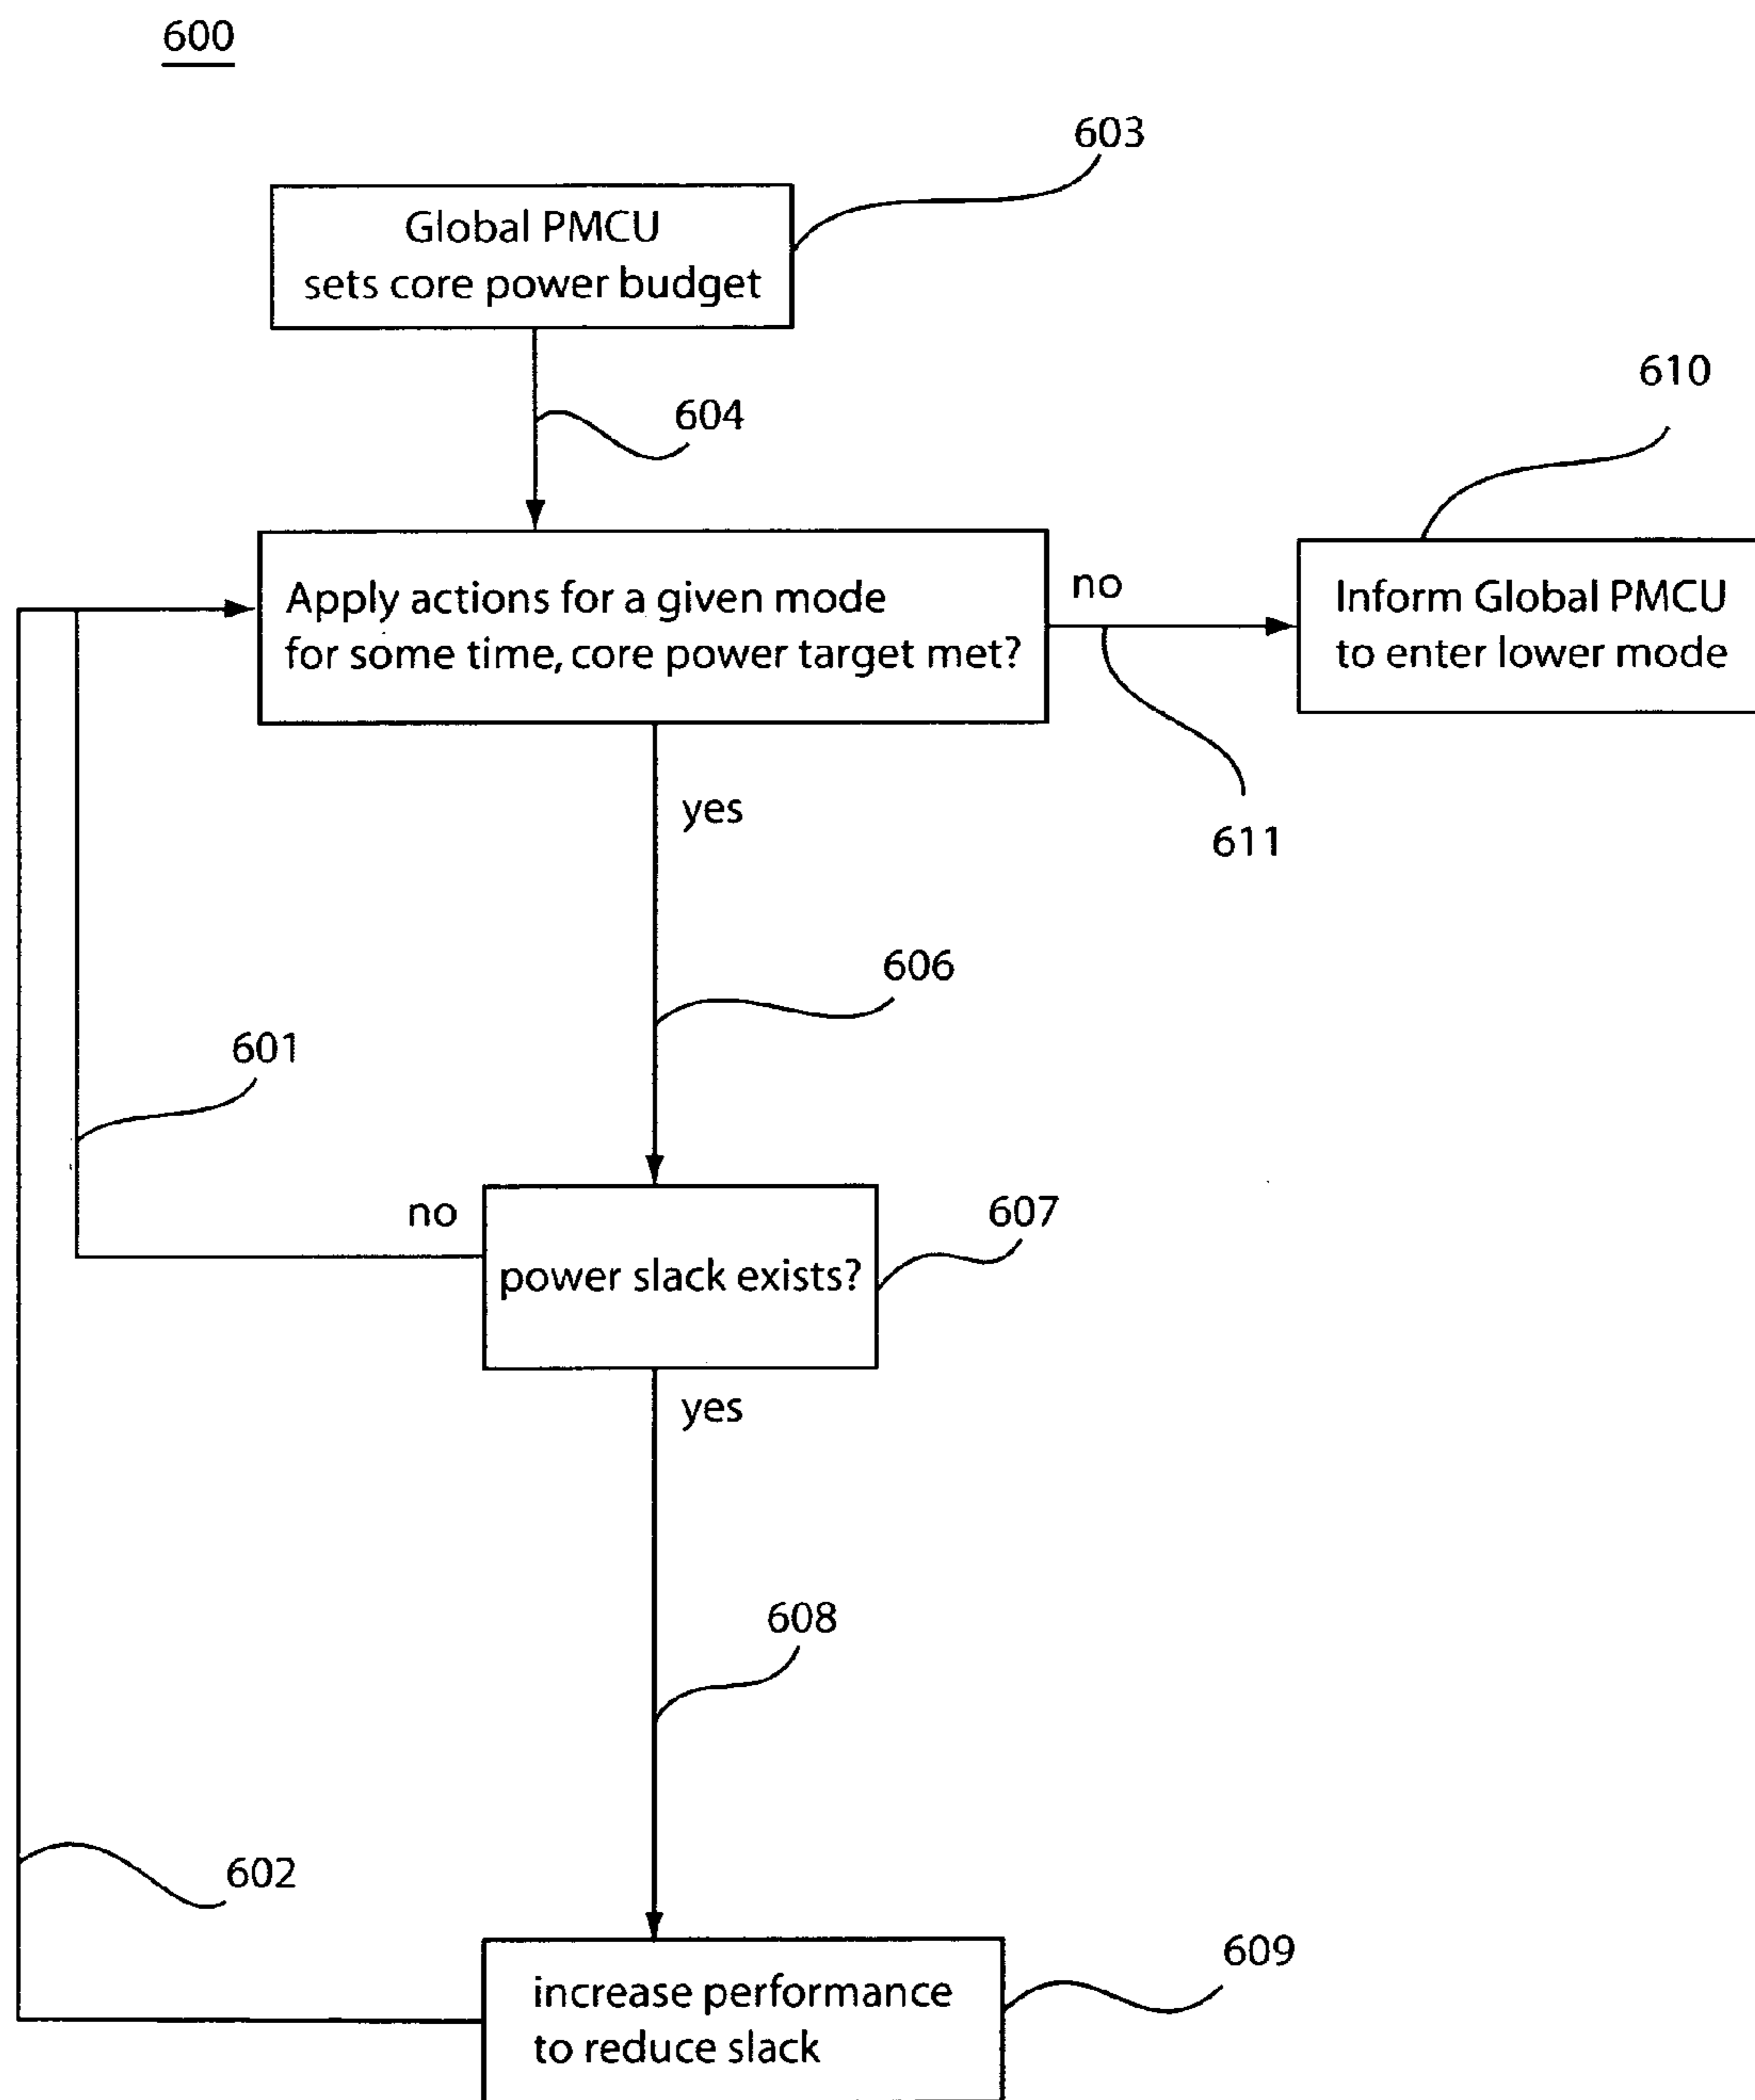 600
603
Global PMCU
sets core power budget
604
610
Apply actions for a given mode
for some time, core power target met?
no
Inform Global PMCU
to enter lower mode
611
yes
606
601
no
607
power slack exists?
yes
608
602
609
increase performance
to reduce slack